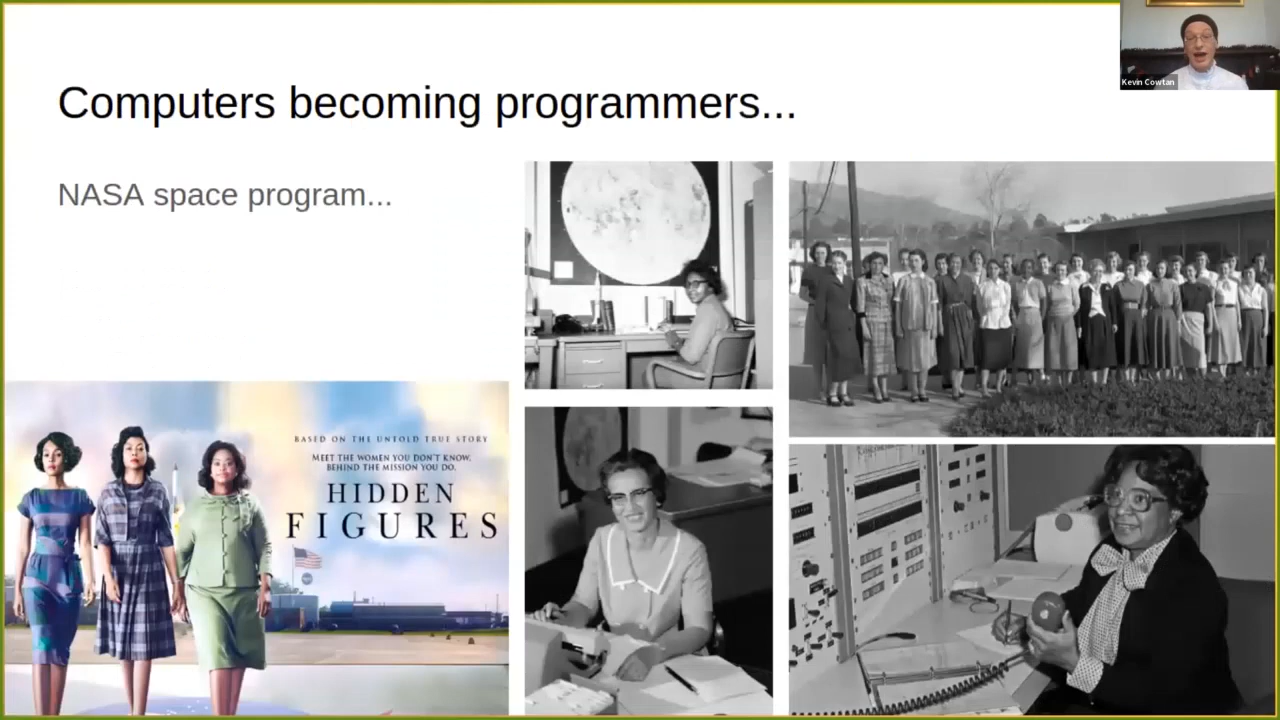 Computers becoming programmers...
Kevin Cowtan
NASA space program...
BASED ON THE UNTOLD TRUE STORY
MEET THE WOMEN YOU DON'T KNOW,
BEHIND THE MISSION YOU DO.
HIDDEN
FIGURES